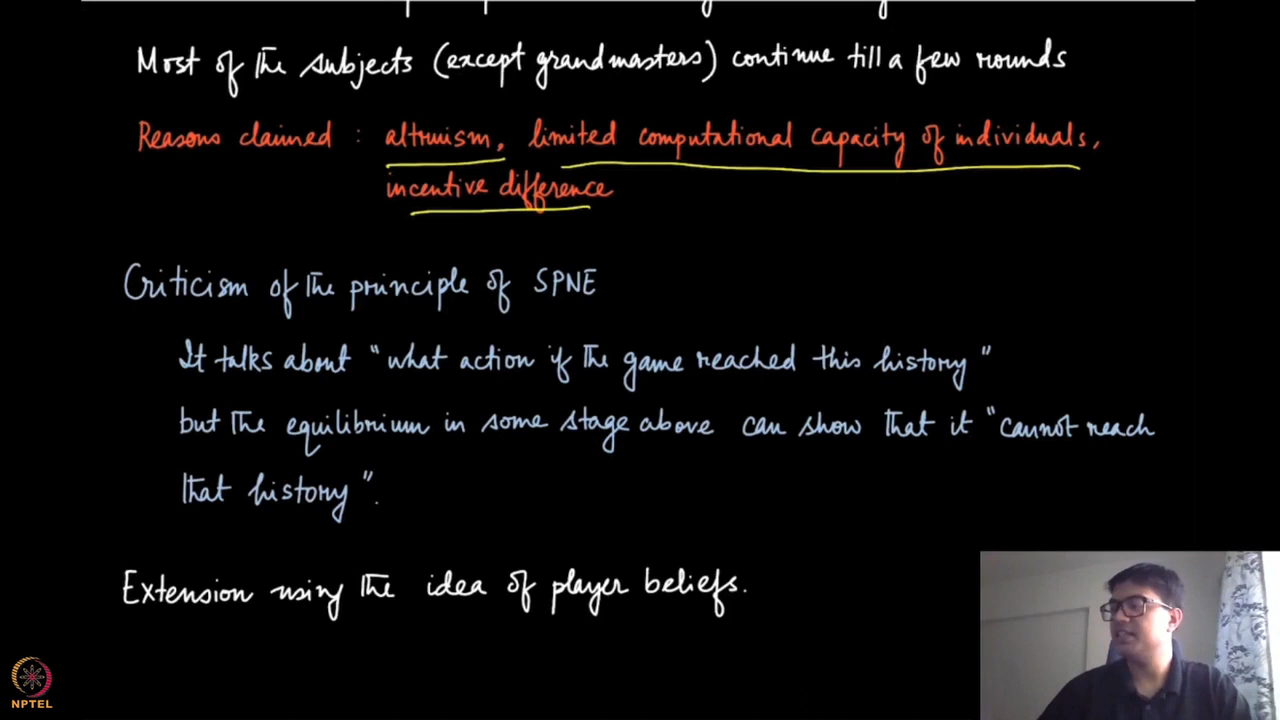 Most of the subjects (except grandmasters) continue till a few rounds
Reasons claimed : altruism, limited computational capacity of individuals,
incentive difference
Criticism of the principle of SPNE
It talks about "what action if the game reached this history"
but the equilibrium in some stage above can show that it "cannot reach
that history".
Extension using the idea of player beliefs.
NPTEL